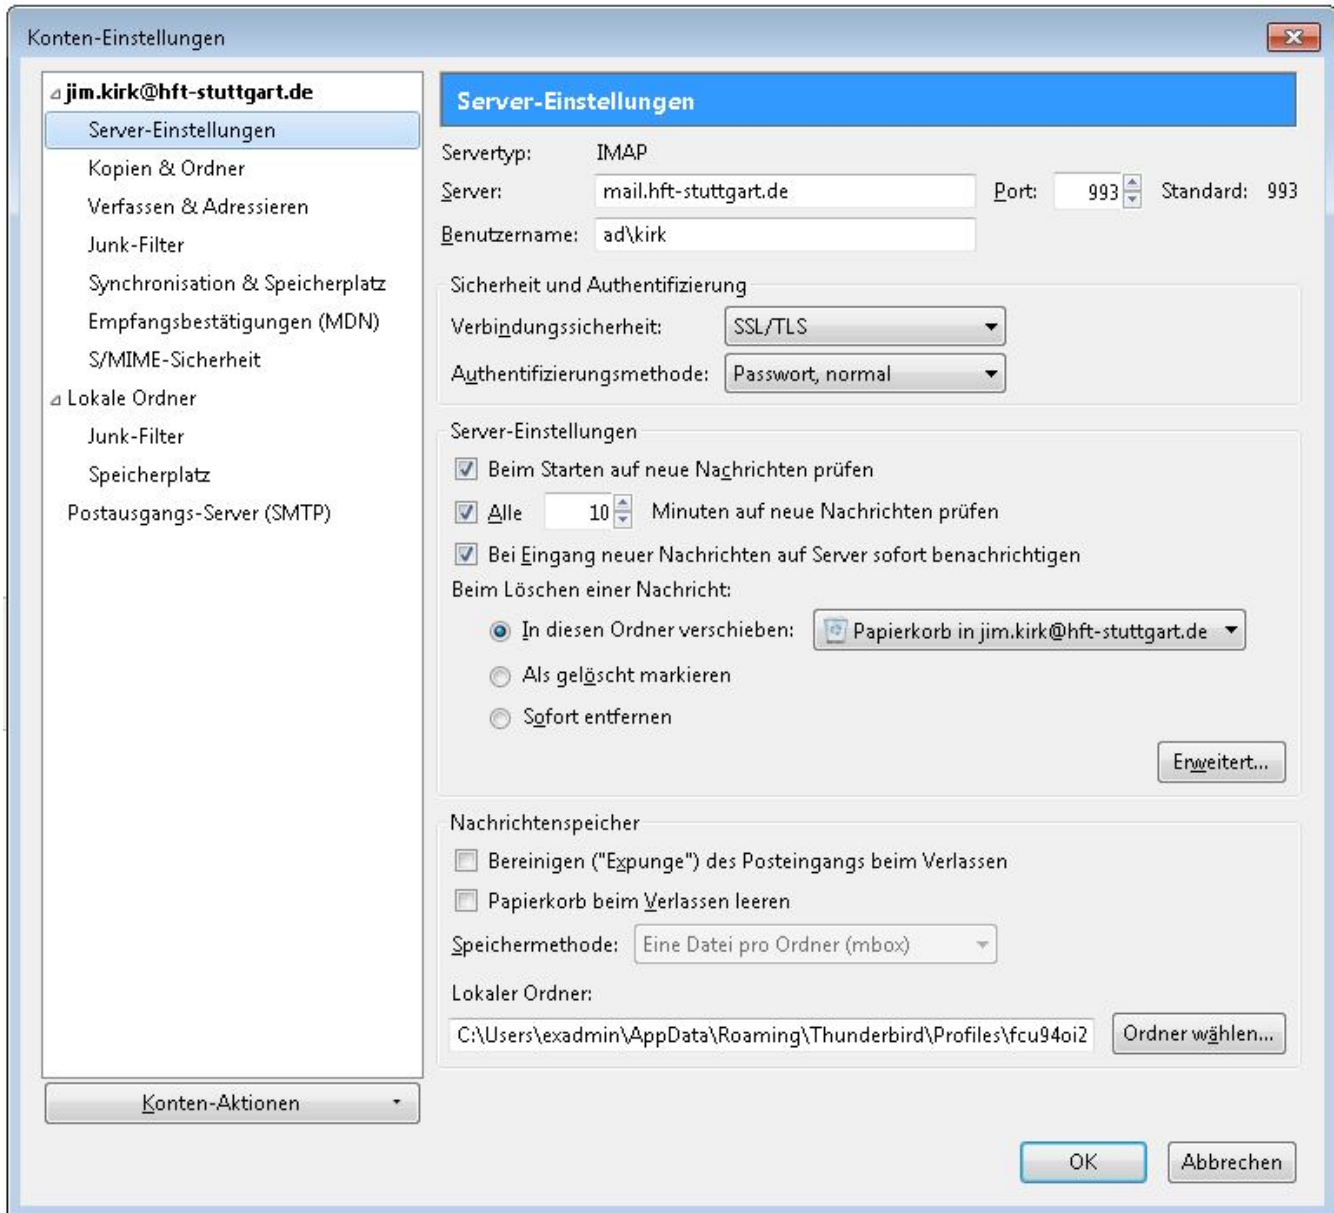 Konten-Einstellungen
jim.kirk@hft-stuttgart.de
Server-Einstellungen
Kopien & Ordner
Verfassen & Adressieren
Junk-Filter
Synchronisation & Speicherplatz
Empfangsbestätigungen (MDN)
S/MIME-Sicherheit
Lokale Ordner
Junk-Filter
Speicherplatz
Postausgangs-Server (SMTP)
Konten-Aktionen
Server-Einstellungen
Servertyp: IMAP
Server: mail.hft-stuttgart.de Port: 993 Standard: 993
Benutzername: ad\kirk
Sicherheit und Authentifizierung
Verbindungssicherheit: SSL/TLS
Authentifizierungsmethode: Passwort, normal
Server-Einstellungen
Beim Starten auf neue Nachrichten prüfen
Alle 10 Minuten auf neue Nachrichten prüfen
Bei Eingang neuer Nachrichten auf Server sofort benachrichtigen
Beim Löschen einer Nachricht:
In diesen Ordner verschieben: Papierkorb in jim.kirk@hft-stuttgart.de
Als gelöscht markieren
Sofort entfernen
Erweitert...
Nachrichtenspeicher
Bereinigen ("Expunge") des Posteingangs beim Verlassen
Papierkorb beim Verlassen leeren
Speichermethode: Eine Datei pro Ordner (mbox)
Lokaler Ordner:
C:\Users\exadmin\AppData\Roaming\Thunderbird\Profiles\fcu94oi2 Ordner wählen...
OK Abbrechen